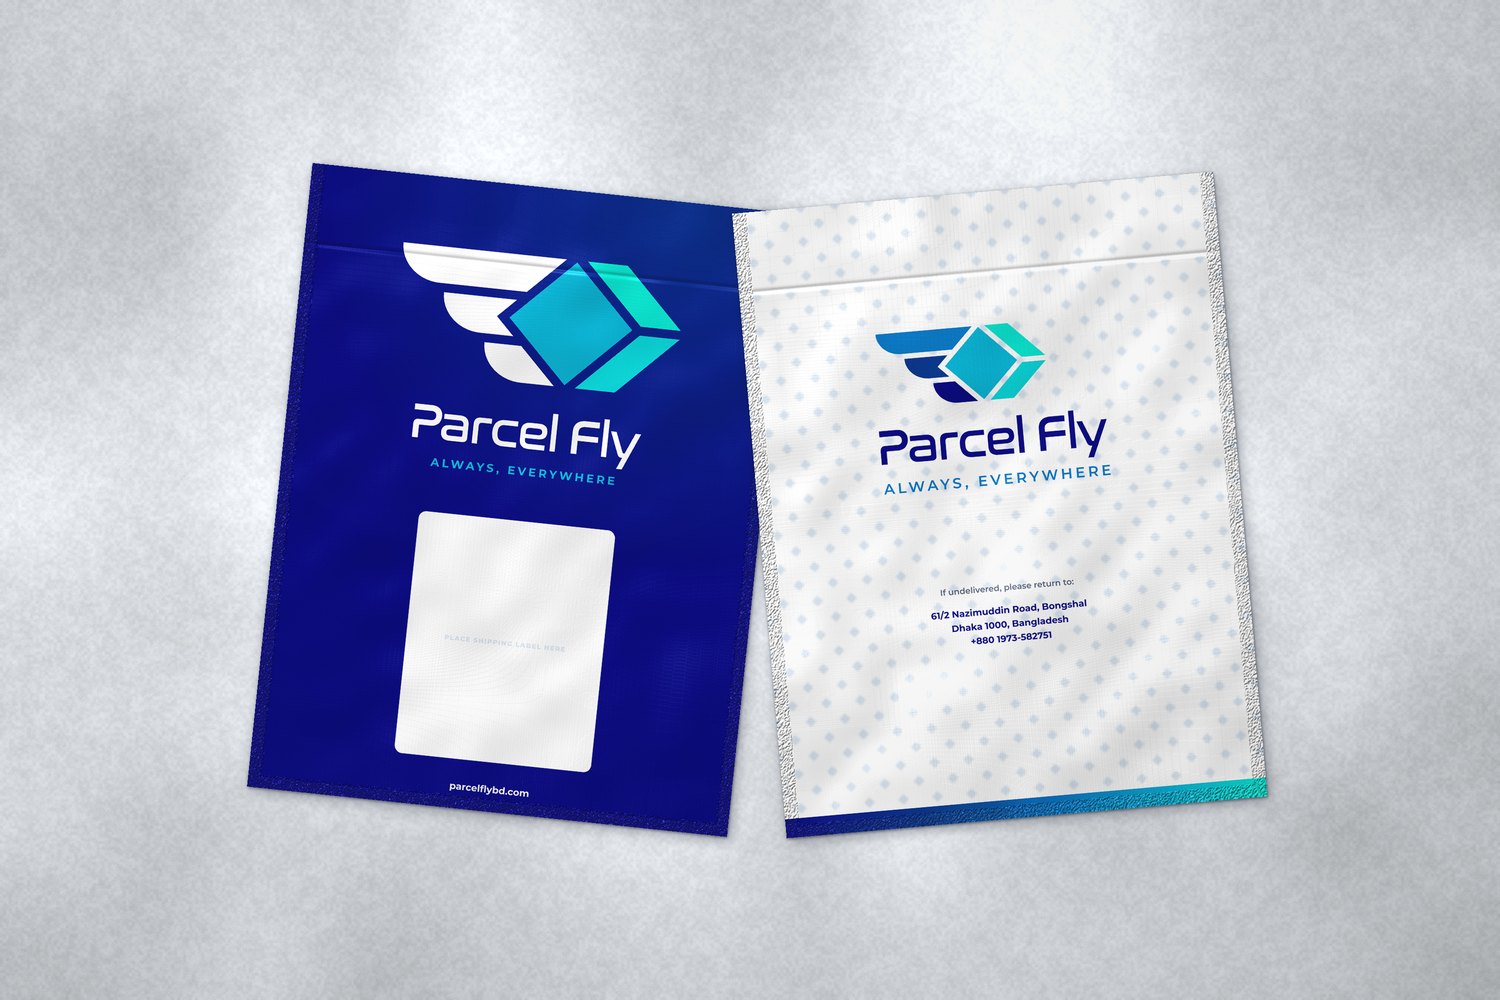 Parcel Fly
ALWAYS, EVERYWHERE
PLACE SHIPPING LABEL HERE
parcelflybd.com
Parcel Fly
ALWAYS, EVERYWHERE
If undelivered, please return to:
61/2 Nazimuddin Road, Bongshal
Dhaka 1000, Bangladesh
+880 1973-582751